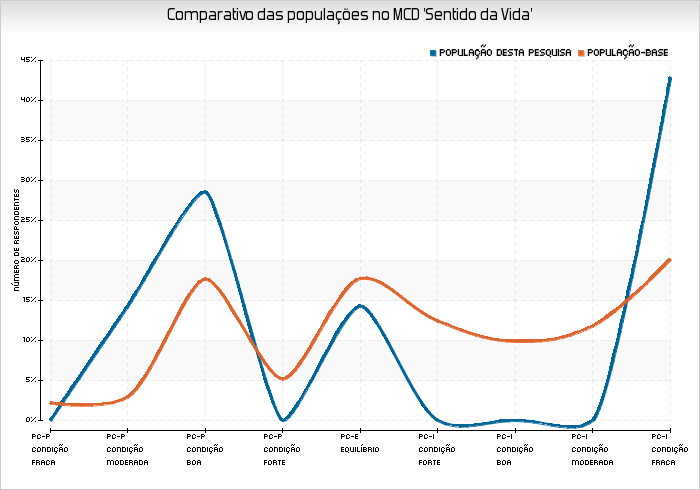 Comparativo das populações no MCD 'Sentido da Vida'
POPULAÇÃO DESTA PESQUISA POPULAÇÃO-BASE
45%
40%
35%
30%
25%
20%
15%
10%
5%
0%
NÚMERO DE RESPONDENTES
PC-P PC-P PC-P PC-P PC-E PC-I PC-I PC-I PC-I
CONDIÇÃO CONDIÇÃO CONDIÇÃO CONDIÇÃO EQUILÍBRIO CONDIÇÃO CONDIÇÃO CONDIÇÃO CONDIÇÃO
FRACA MODERADA BOA FORTE FORTE BOA MODERADA FRACA